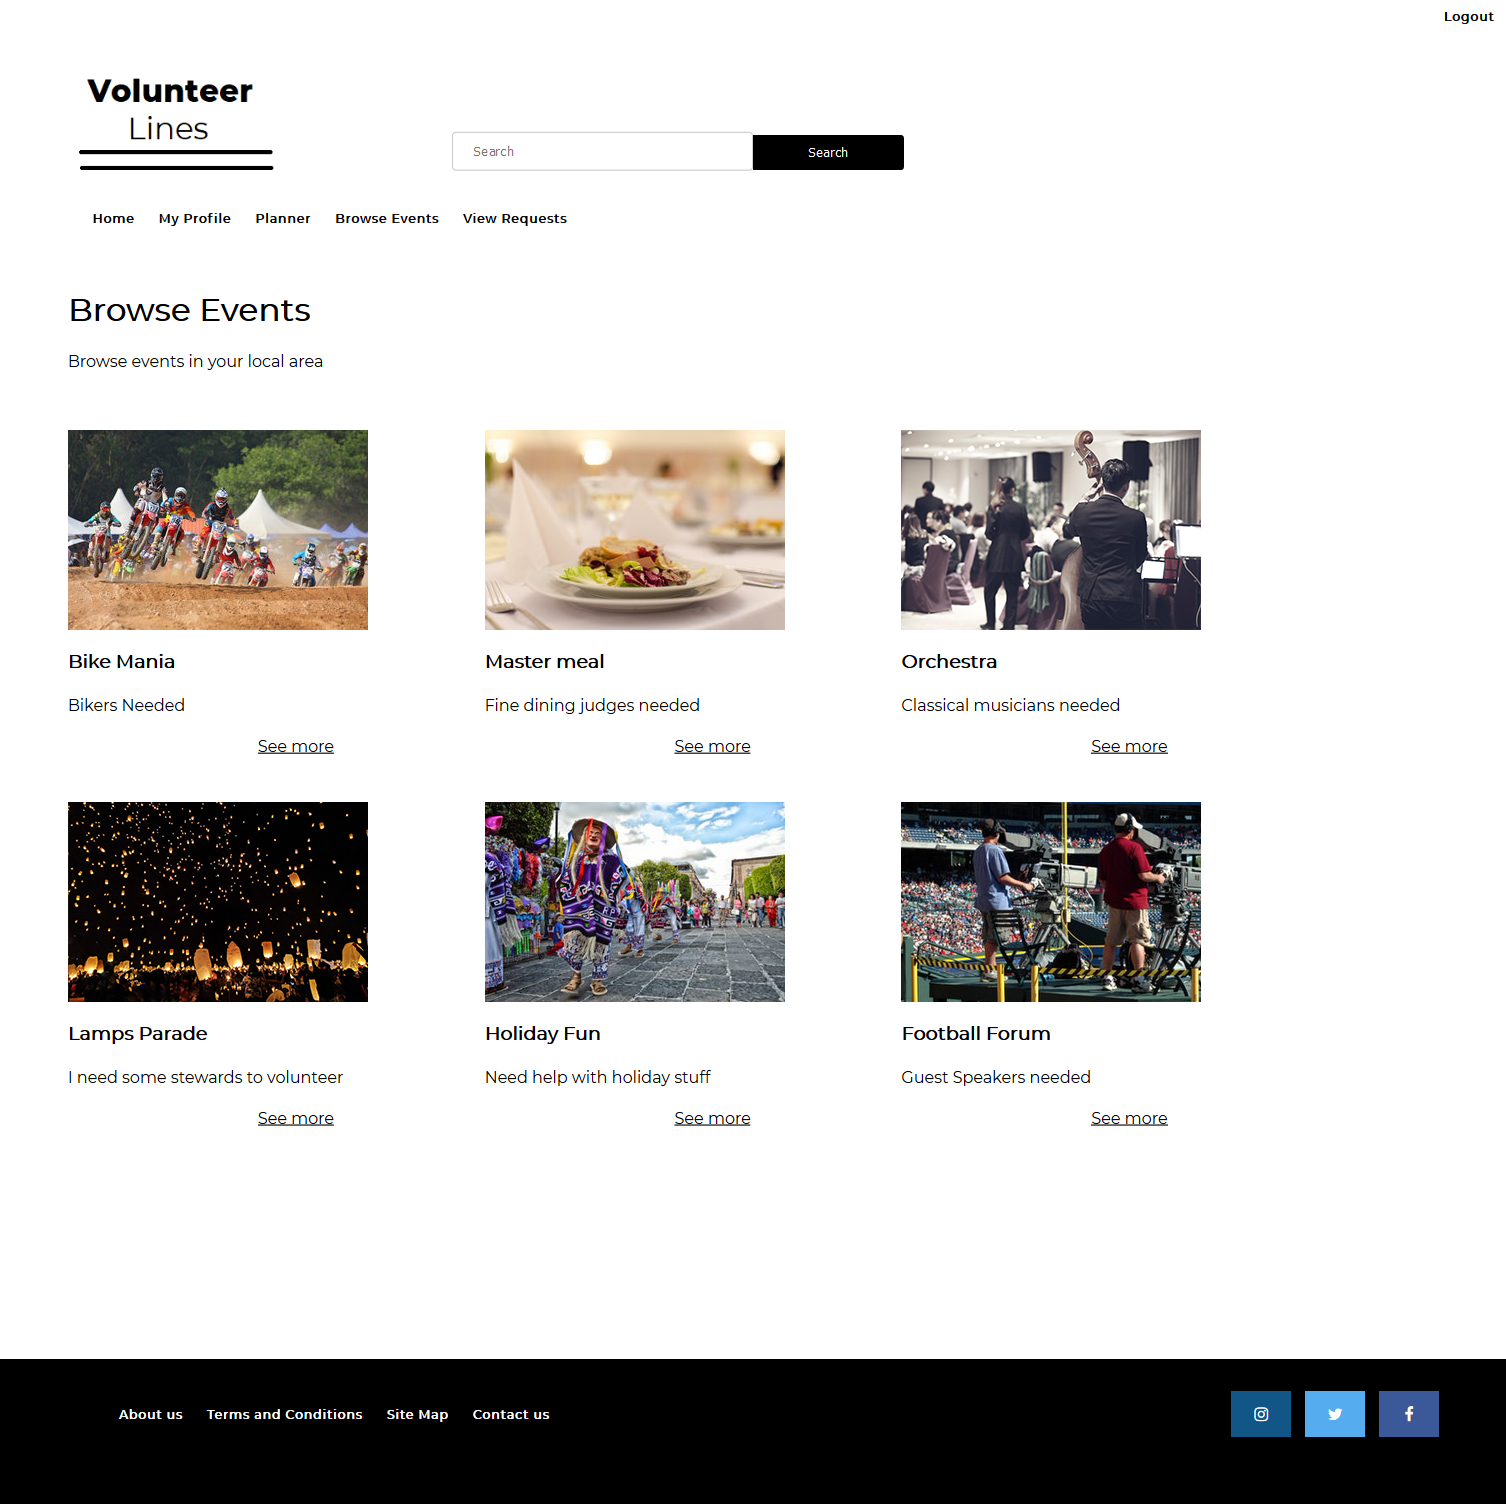 Logout
Volunteer
Lines
Search Search
Home My Profile Planner Browse Events View Requests
Browse Events
Browse events in your local area
Bike Mania Master meal Orchestra
Bikers Needed Fine dining judges needed Classical musicians needed
See more See more See more
Lamps Parade Holiday Fun Football Forum
I need some stewards to volunteer Need help with holiday stuff Guest Speakers needed
See more See more See more
About us Terms and Conditions Site Map Contact us